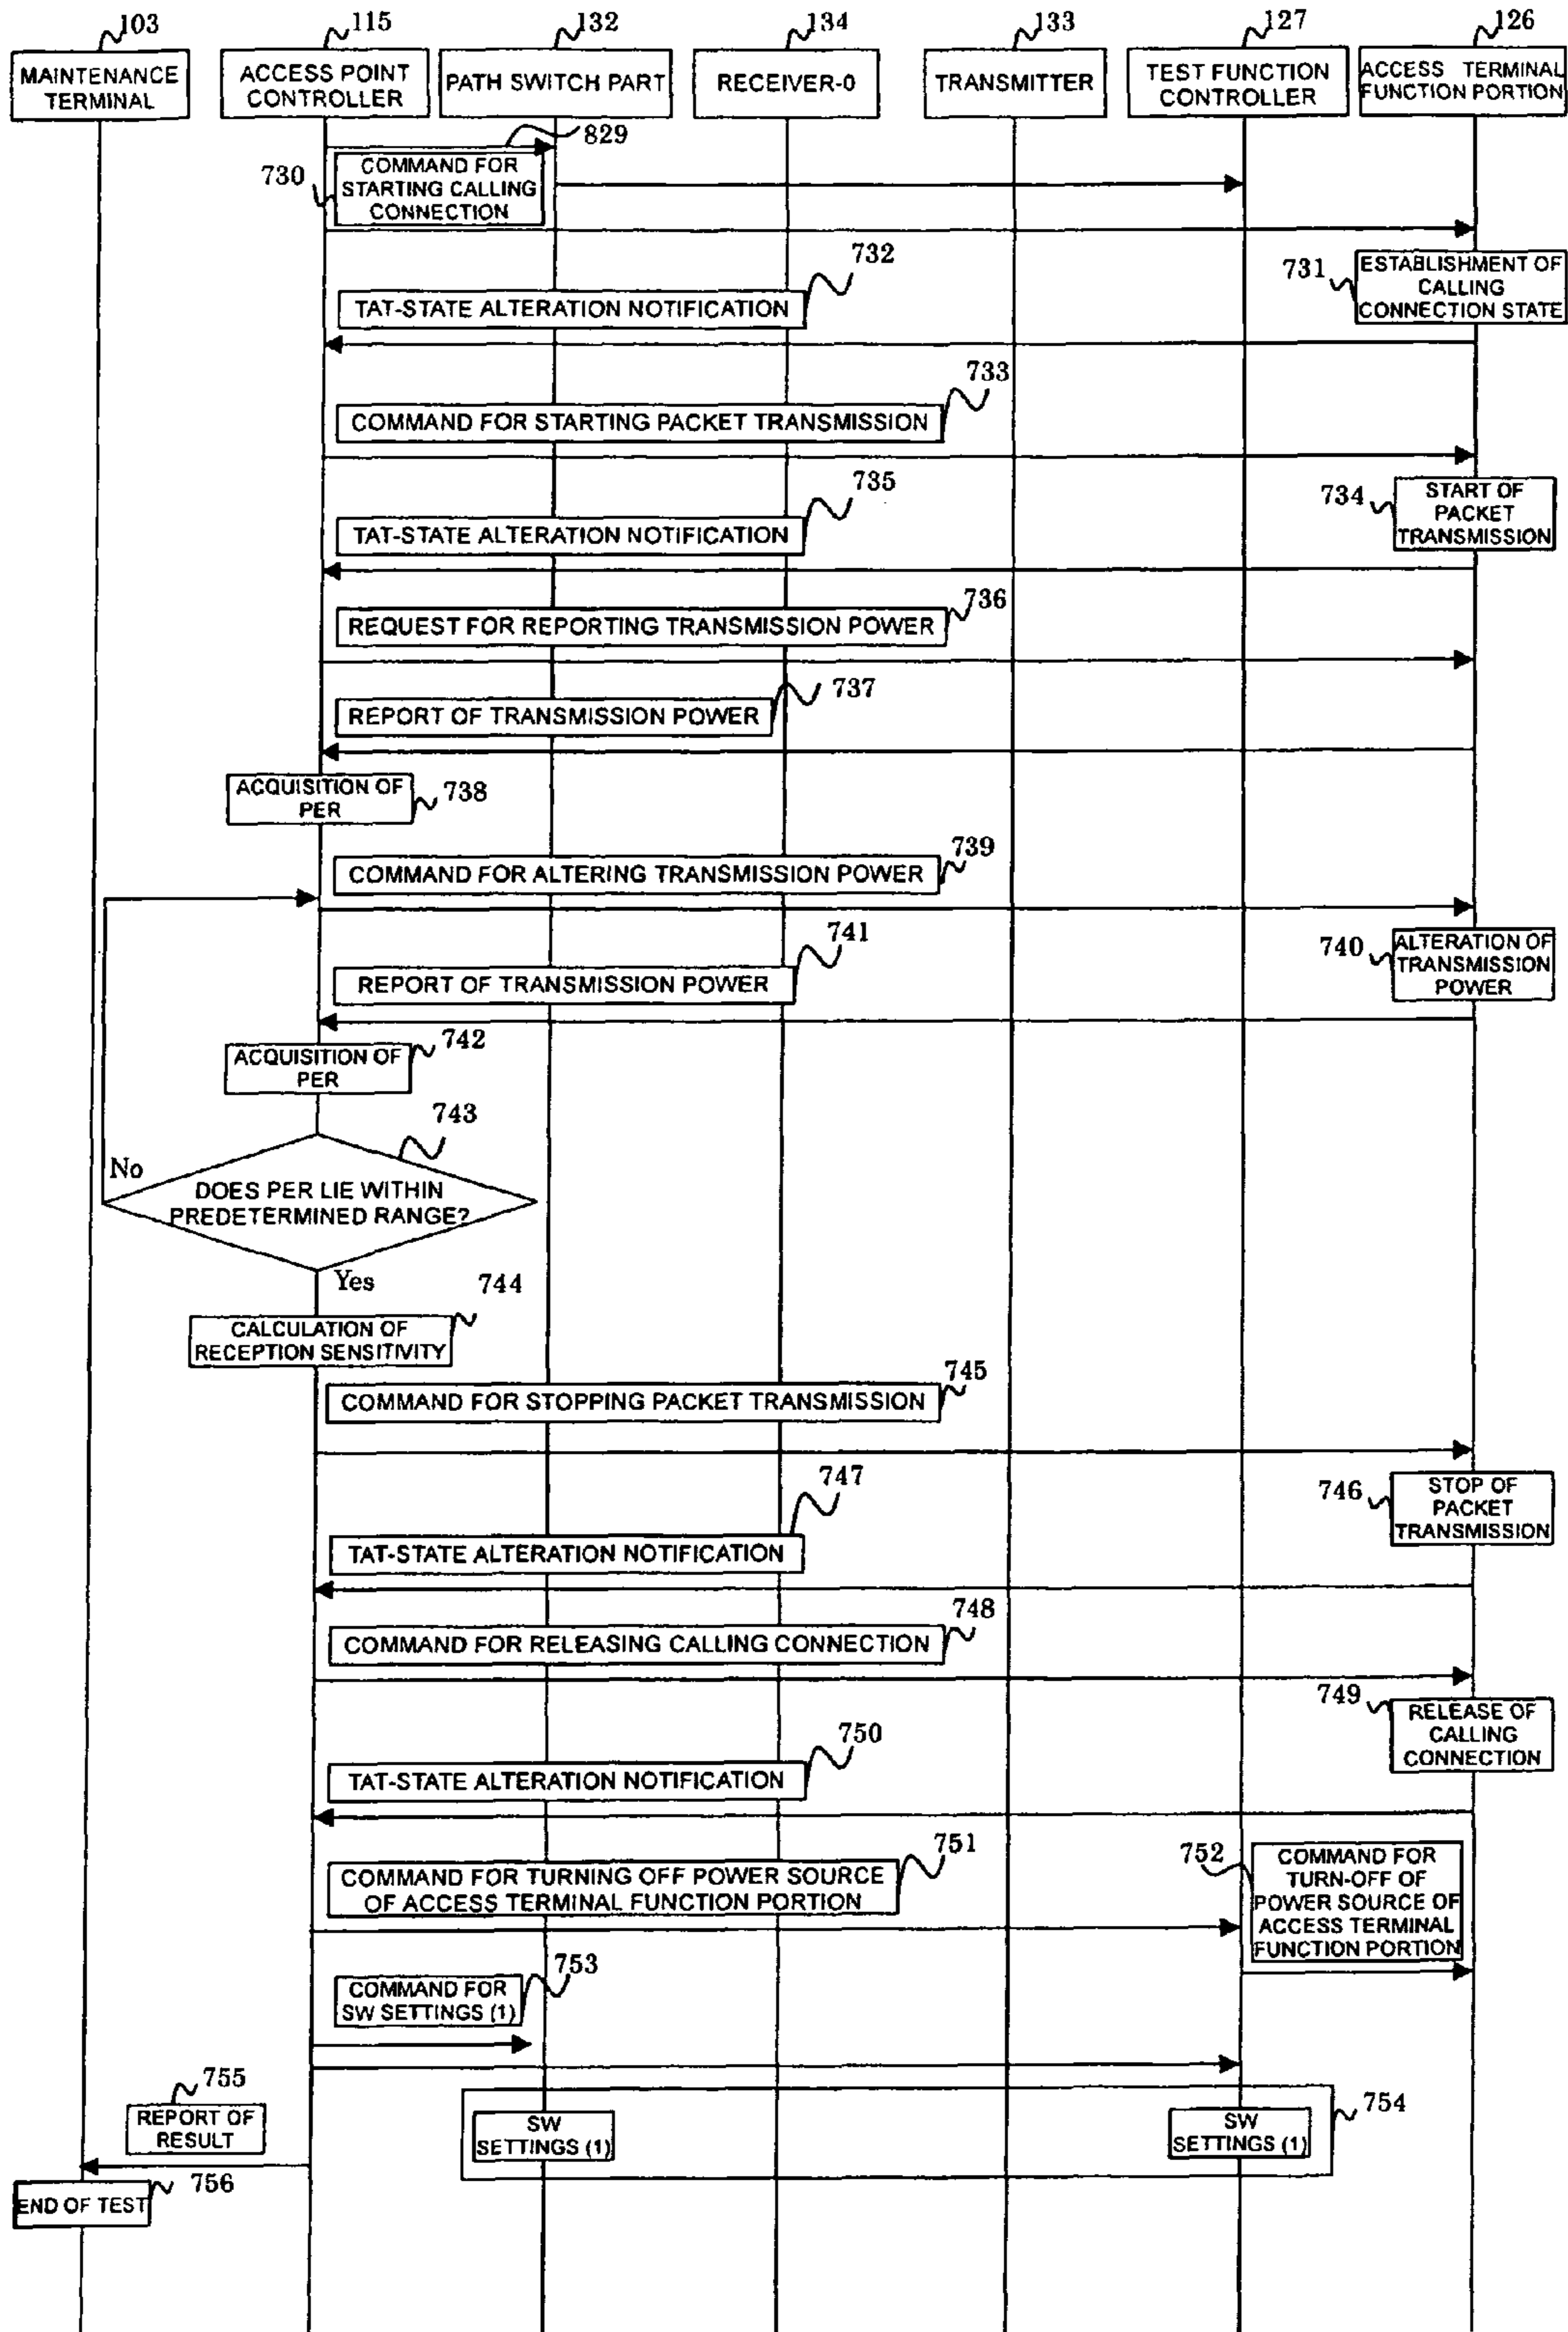 103
115
132
134
133
127
126
MAINTENANCE
TERMINAL
ACCESS POINT
CONTROLLER
PATH SWITCH PART
RECEIVER-0
TRANSMITTER
TEST FUNCTION
CONTROLLER
ACCESS TERMINAL
FUNCTION PORTION
829
730
COMMAND FOR
STARTING CALLING
CONNECTION
732
731
ESTABLISHMENT OF
CALLING
CONNECTION STATE
TAT-STATE ALTERATION NOTIFICATION
733
COMMAND FOR STARTING PACKET TRANSMISSION
735
734
START OF
PACKET
TRANSMISSION
TAT-STATE ALTERATION NOTIFICATION
736
REQUEST FOR REPORTING TRANSMISSION POWER
737
REPORT OF TRANSMISSION POWER
ACQUISITION OF
PER
738
739
COMMAND FOR ALTERING TRANSMISSION POWER
741
740
ALTERATION OF
TRANSMISSION
POWER
REPORT OF TRANSMISSION POWER
742
ACQUISITION OF
PER
743
No
DOES PER LIE WITHIN
PREDETERMINED RANGE?
Yes
744
CALCULATION OF
RECEPTION SENSITIVITY
745
COMMAND FOR STOPPING PACKET TRANSMISSION
747
746
STOP OF
PACKET
TRANSMISSION
TAT-STATE ALTERATION NOTIFICATION
748
COMMAND FOR RELEASING CALLING CONNECTION
749
RELEASE OF
CALLING
CONNECTION
750
TAT-STATE ALTERATION NOTIFICATION
751
COMMAND FOR TURNING OFF POWER SOURCE
OF ACCESS TERMINAL FUNCTION PORTION
752
COMMAND FOR
TURN-OFF OF
POWER SOURCE OF
ACCESS TERMINAL
FUNCTION PORTION
753
COMMAND FOR
SW SETTINGS (1)
755
REPORT OF
RESULT
SW
SETTINGS (1)
SW
SETTINGS (1)
754
756
END OF TEST